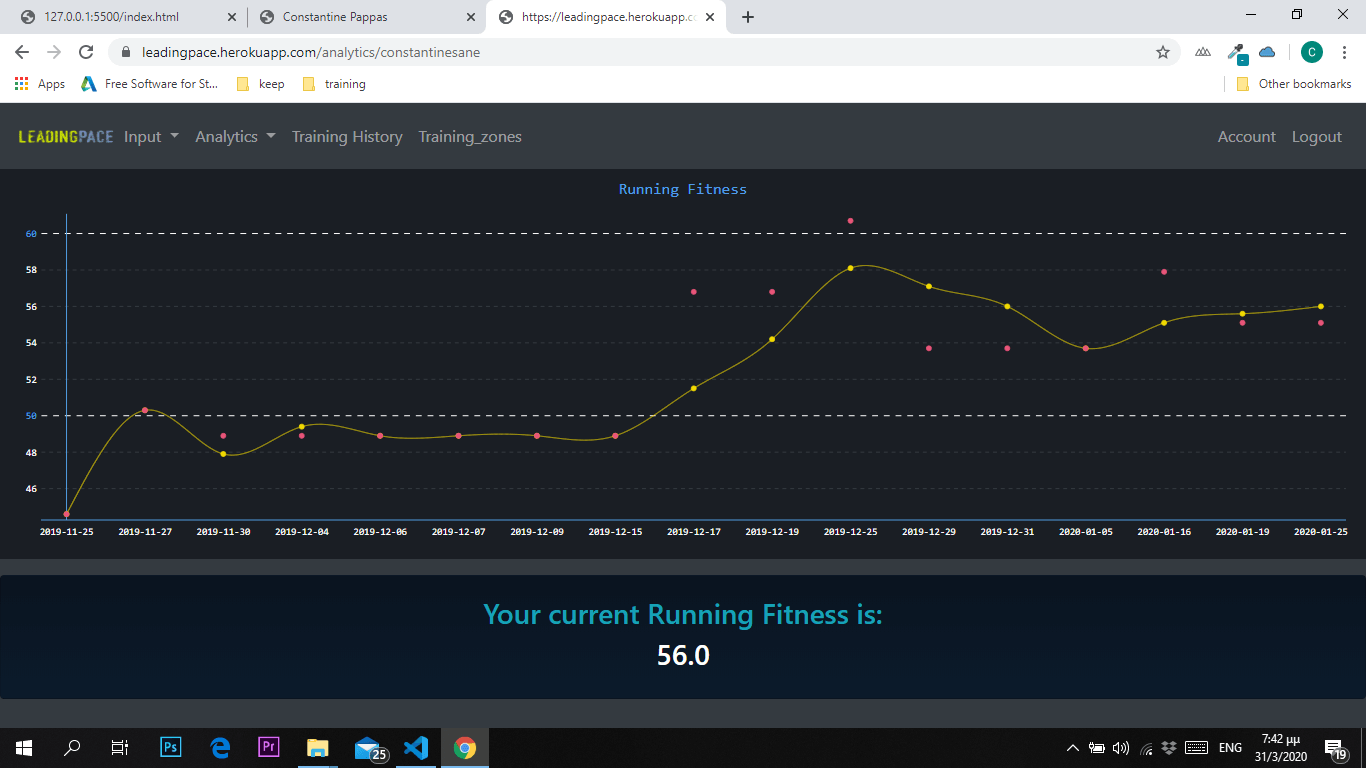 127.0.0.1:5500/index.html
Constantine Pappas
https://leadingpace.herokuapp.co
leadingpace.herokuapp.com/analytics/constantinesane
C
Apps
Free Software for St...
keep
training
Other bookmarks
LEADINGPACE Input Analytics Training History Training_zones Account Logout
Running Fitness
60
58
56
54
52
50
48
46
2019-11-25 2019-11-27 2019-11-30 2019-12-04 2019-12-06 2019-12-07 2019-12-09 2019-12-15 2019-12-17 2019-12-19 2019-12-25 2019-12-29 2019-12-31 2020-01-05 2020-01-16 2020-01-19 2020-01-25
Your current Running Fitness is:
56.0
Ps
Pr
25
ENG
7:42 μμ
31/3/2020
19